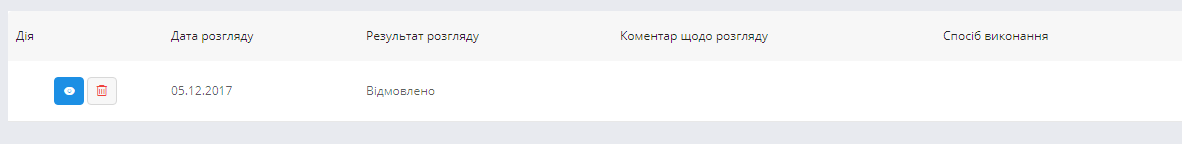 Дія Дата розгляду Результат розгляду Коментар щодо розгляду Спосіб виконання
05.12.2017 Відмовлено